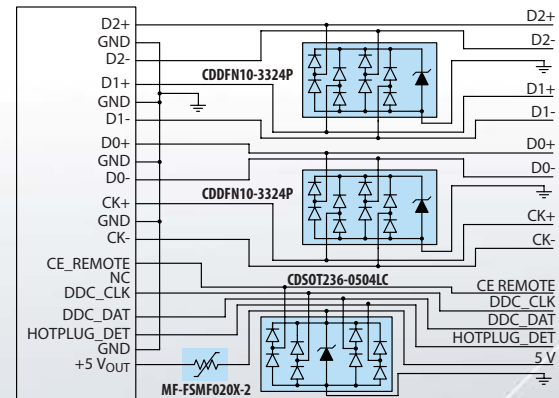 D2+
GND
D2-
D1+
GND
D1-
D0+
GND
D0-
CK+
GND
CK-
CE_REMOTE
NC
DDC_CLK
DDC_DAT
HOTPLUG_DET
GND
+5 VOUT
CDDFN10-3324P
CDDFN10-3324P
CDSOT236-0504LC
MF-FSMF020X-2
D2+
D2-
D1+
D1-
D0+
D0-
CK+
CK-
CE REMOTE
DDC_CLK
DDC_DAT
HOTPLUG_DET
5 V